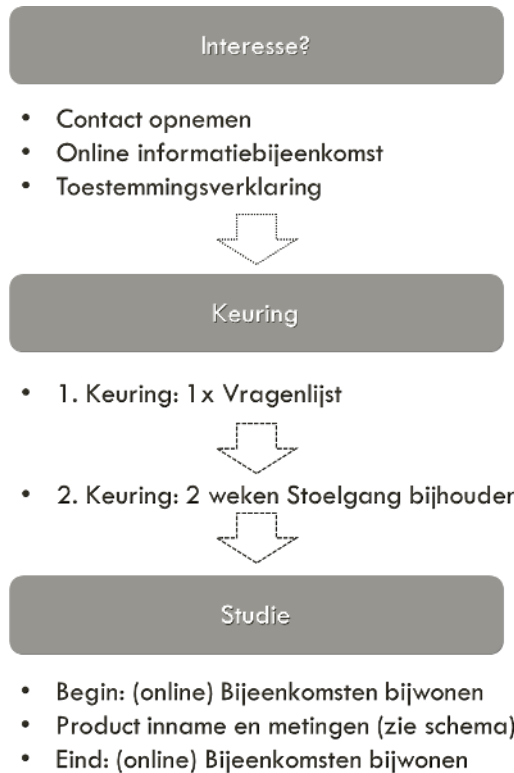 Interesse?
• Contact opnemen
• Online informatiebijeenkomst
• Toestemmingsverklaring
Keuring
• 1. Keuring: 1x Vragenlijst
• 2. Keuring: 2 weken Stoelgang bijhouder
Studie
• Begin: (online) Bijeenkomsten bijwonen
• Product inname en metingen (zie schema)
• Eind: (online) Bijeenkomsten bijwonen